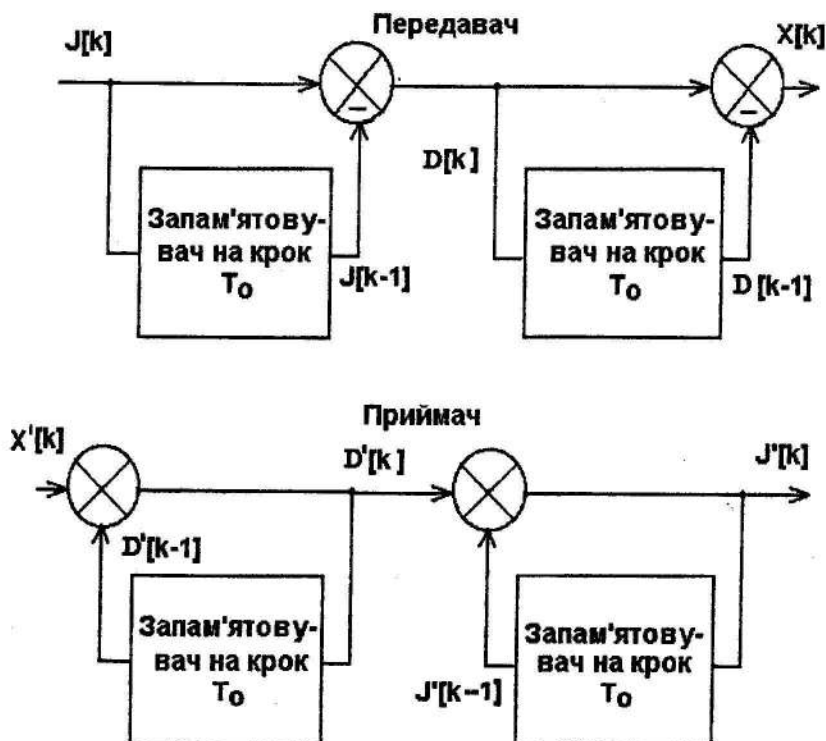 Передавач
J[k]
X[k]
D[k]
Запам'ятову-
вач на крок
To
J[k-1]
Запам'ятову-
вач на крок
To
D[k-1]
Приймач
X'[k]
D'[k]
J'[k]
D'[k-1]
Запам'ятову-
вач на крок
To
J'[k-1]
Запам'ятову-
вач на крок
To